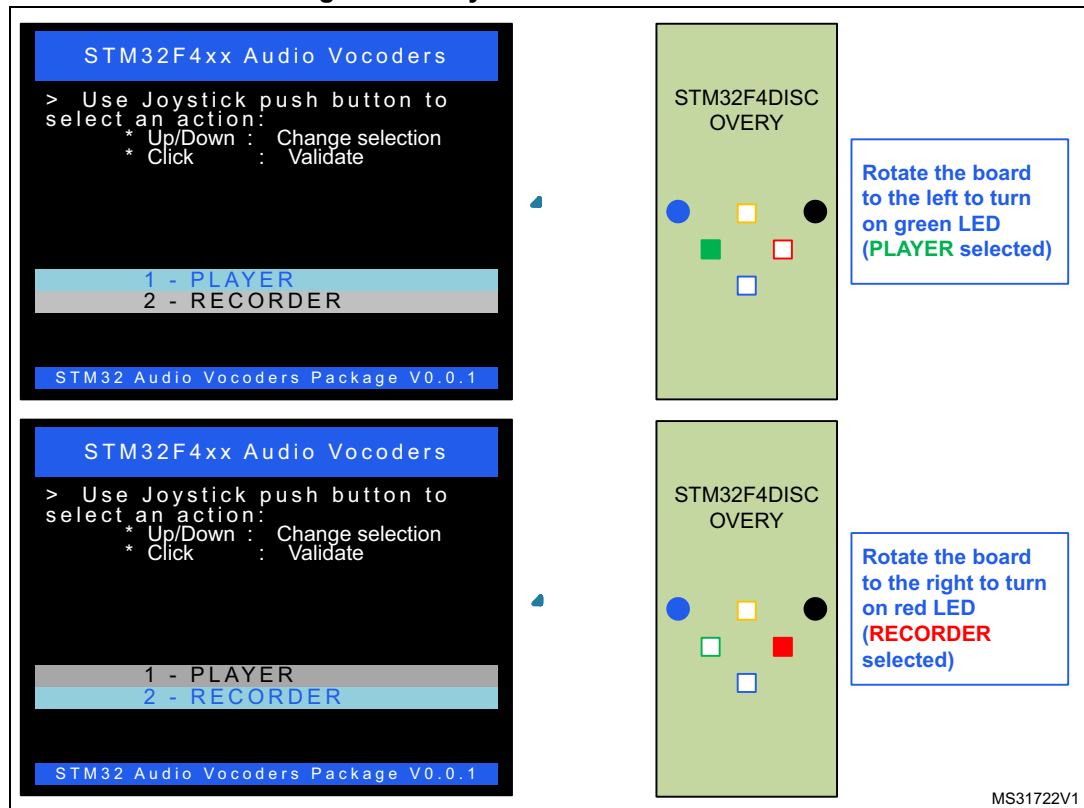 STM32F4xx Audio Vocoders
> Use Joystick push button to
select an action:
* Up/Down : Change selection
* Click : Validate
1 - PLAYER
2 - RECORDER
STM32 Audio Vocoders Package V0.0.1
STM32F4DISC
OVERY
Rotate the board
to the left to turn
on green LED
(PLAYER selected)
STM32F4xx Audio Vocoders
> Use Joystick push button to
select an action:
* Up/Down : Change selection
* Click : Validate
1 - PLAYER
2 - RECORDER
STM32 Audio Vocoders Package V0.0.1
STM32F4DISC
OVERY
Rotate the board
to the right to turn
on red LED
(RECORDER
selected)
MS31722V1